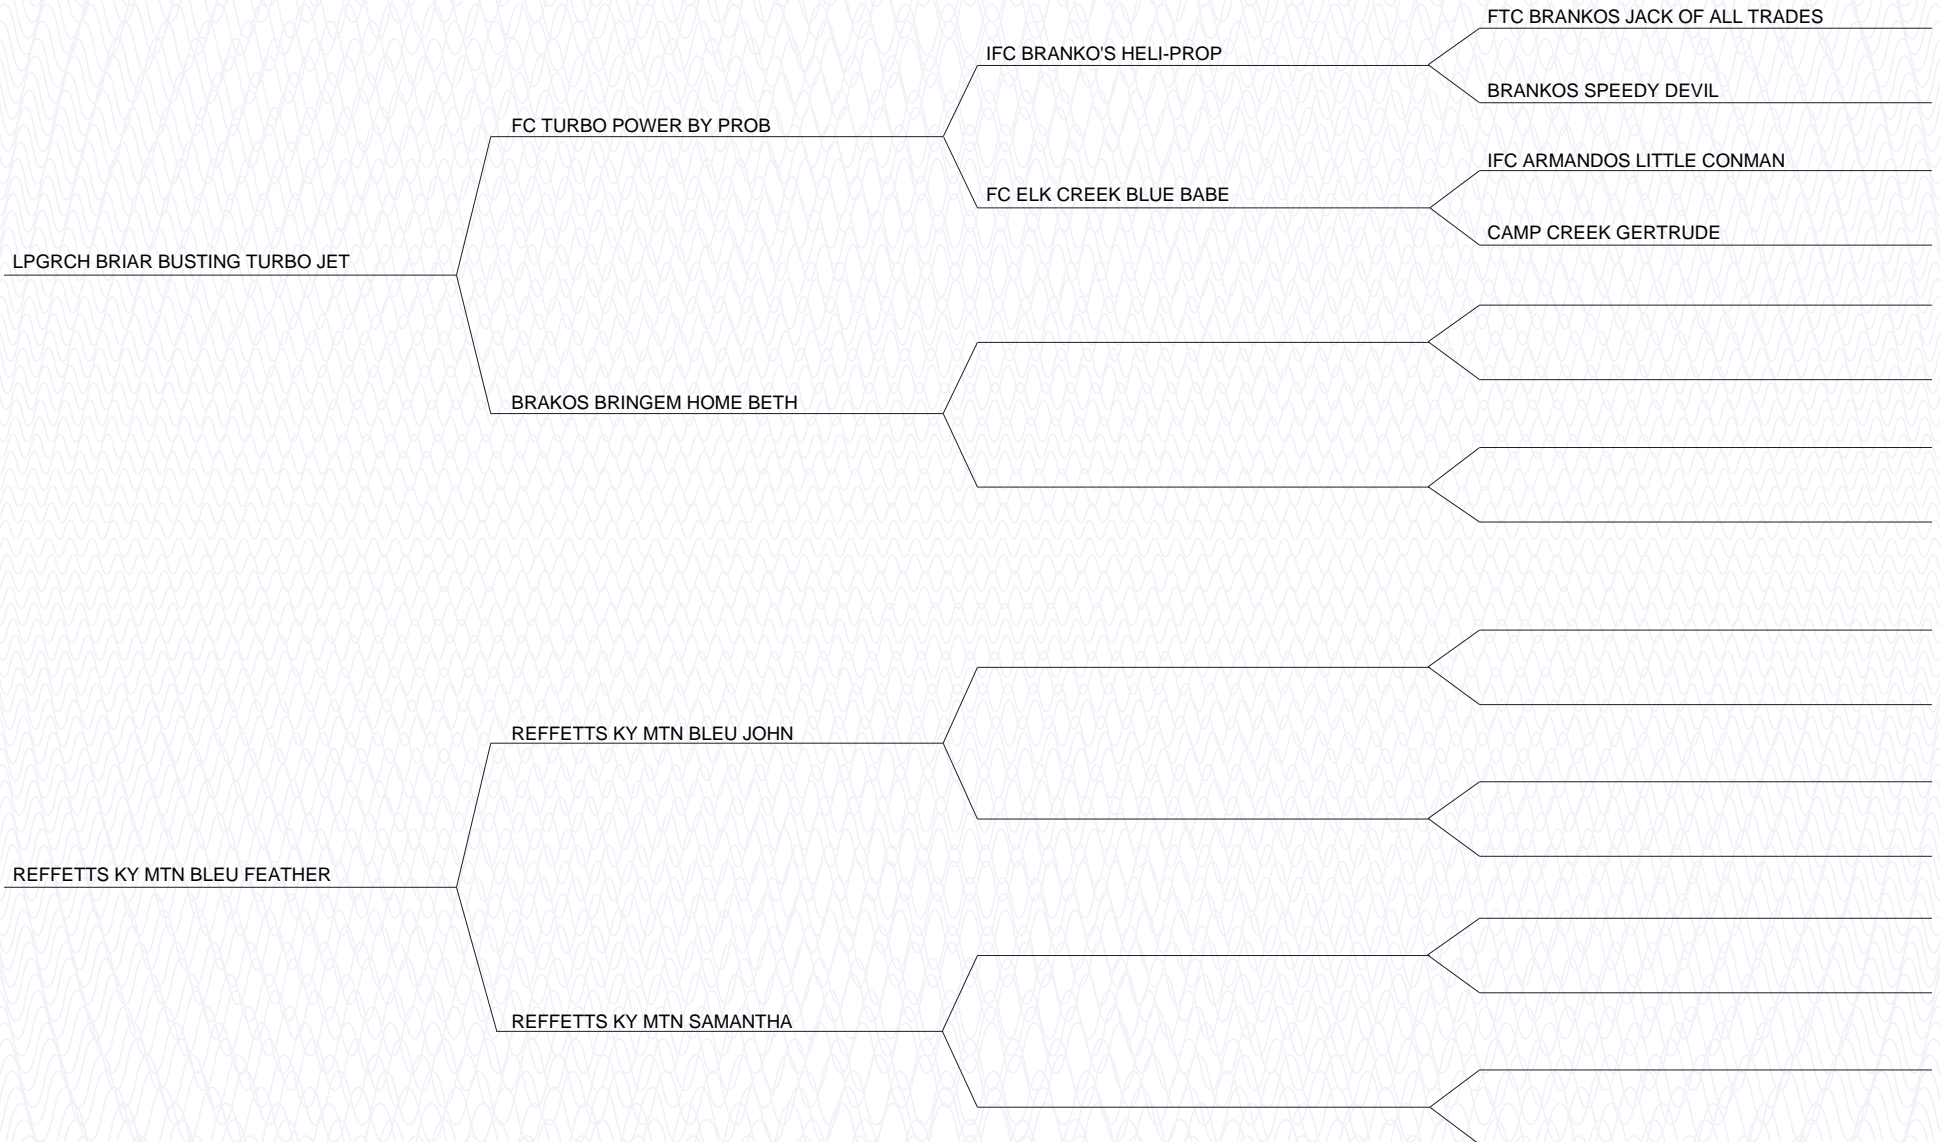 FTC BRANKOS JACK OF ALL TRADES
IFC BRANKO'S HELI-PROP
BRANKOS SPEEDY DEVIL
FC TURBO POWER BY PROB
IFC ARMANDOS LITTLE CONMAN
FC ELK CREEK BLUE BABE
CAMP CREEK GERTRUDE
LPGRCH BRIAR BUSTING TURBO JET
BRAKOS BRINGEM HOME BETH
REFFETTS KY MTN BLEU JOHN
REFFETTS KY MTN BLEU FEATHER
REFFETTS KY MTN SAMANTHA